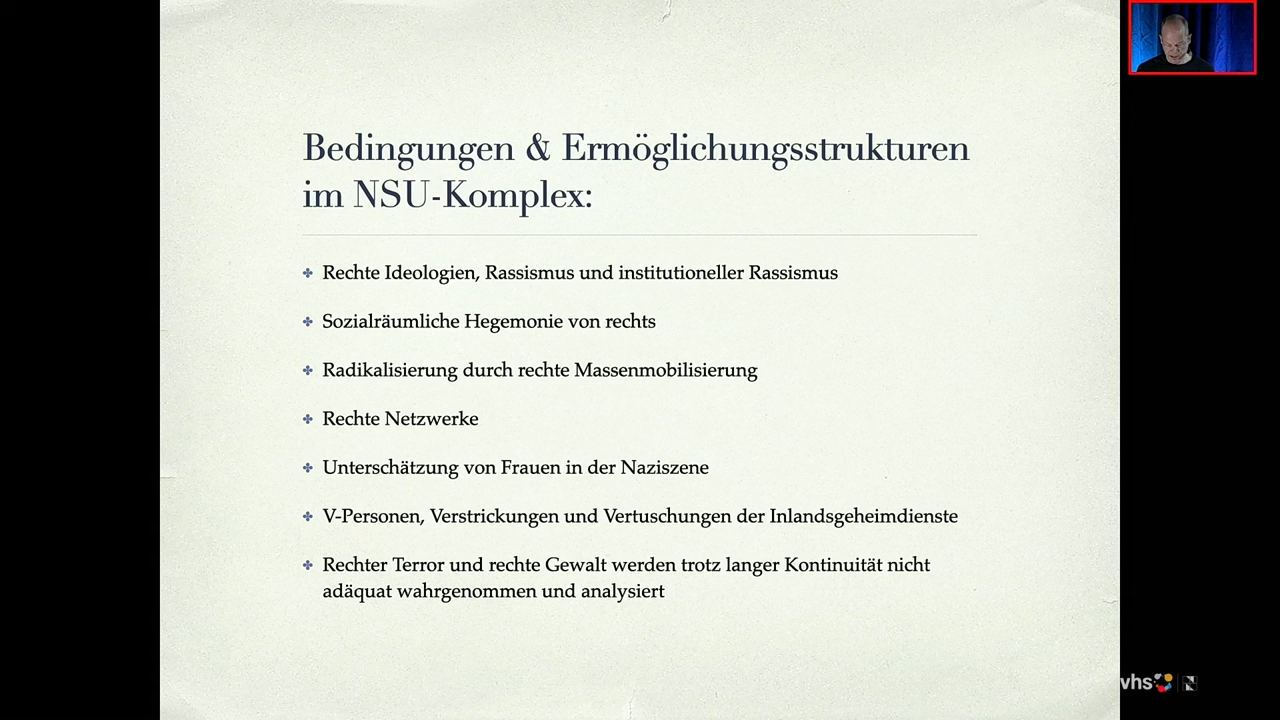 Bedingungen & Ermöglichungsstrukturen
im NSU-Komplex:
Rechte Ideologien, Rassismus und institutioneller Rassismus
Sozialräumliche Hegemonie von rechts
Radikalisierung durch rechte Massenmobilisierung
Rechte Netzwerke
Unterschätzung von Frauen in der Naziszene
V-Personen, Verstrickungen und Vertuschungen der Inlandsgeheimdienste
Rechter Terror und rechte Gewalt werden trotz langer Kontinuität nicht
adäquat wahrgenommen und analysiert
vhs